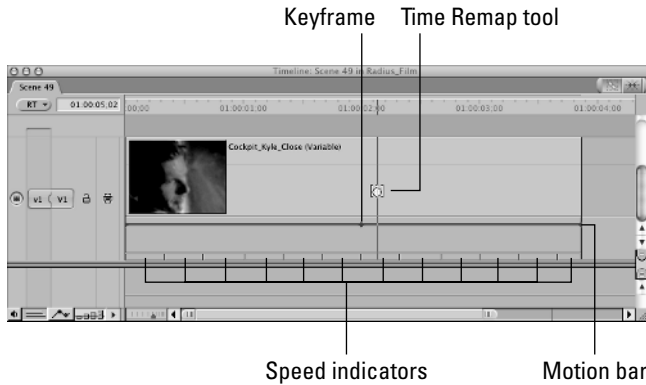 Keyframe Time Remap tool
Timeline: Scene 49 in Radius_Film
Scene 49
RT 01:00:05,02 00:00 01:00:01;00 01:00:02;00 01:00:03;00 01:00:04:00
Cockpit_Kyle_Close (Variable)
v1 V1
Speed indicators Motion bar